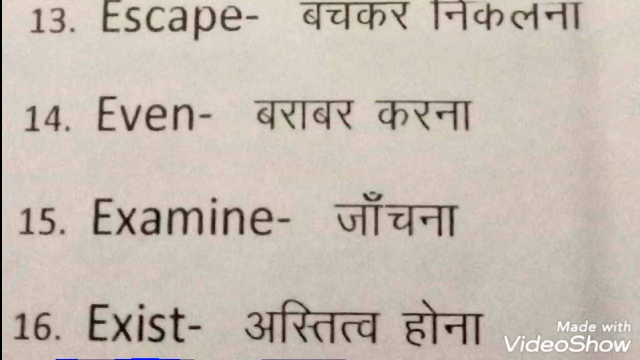 13. Escape- बचकर निकलना
14. Even- बराबर करना
15. Examine- जाँचना
16. Exist- अस्तित्व होना
Made with
VideoShow